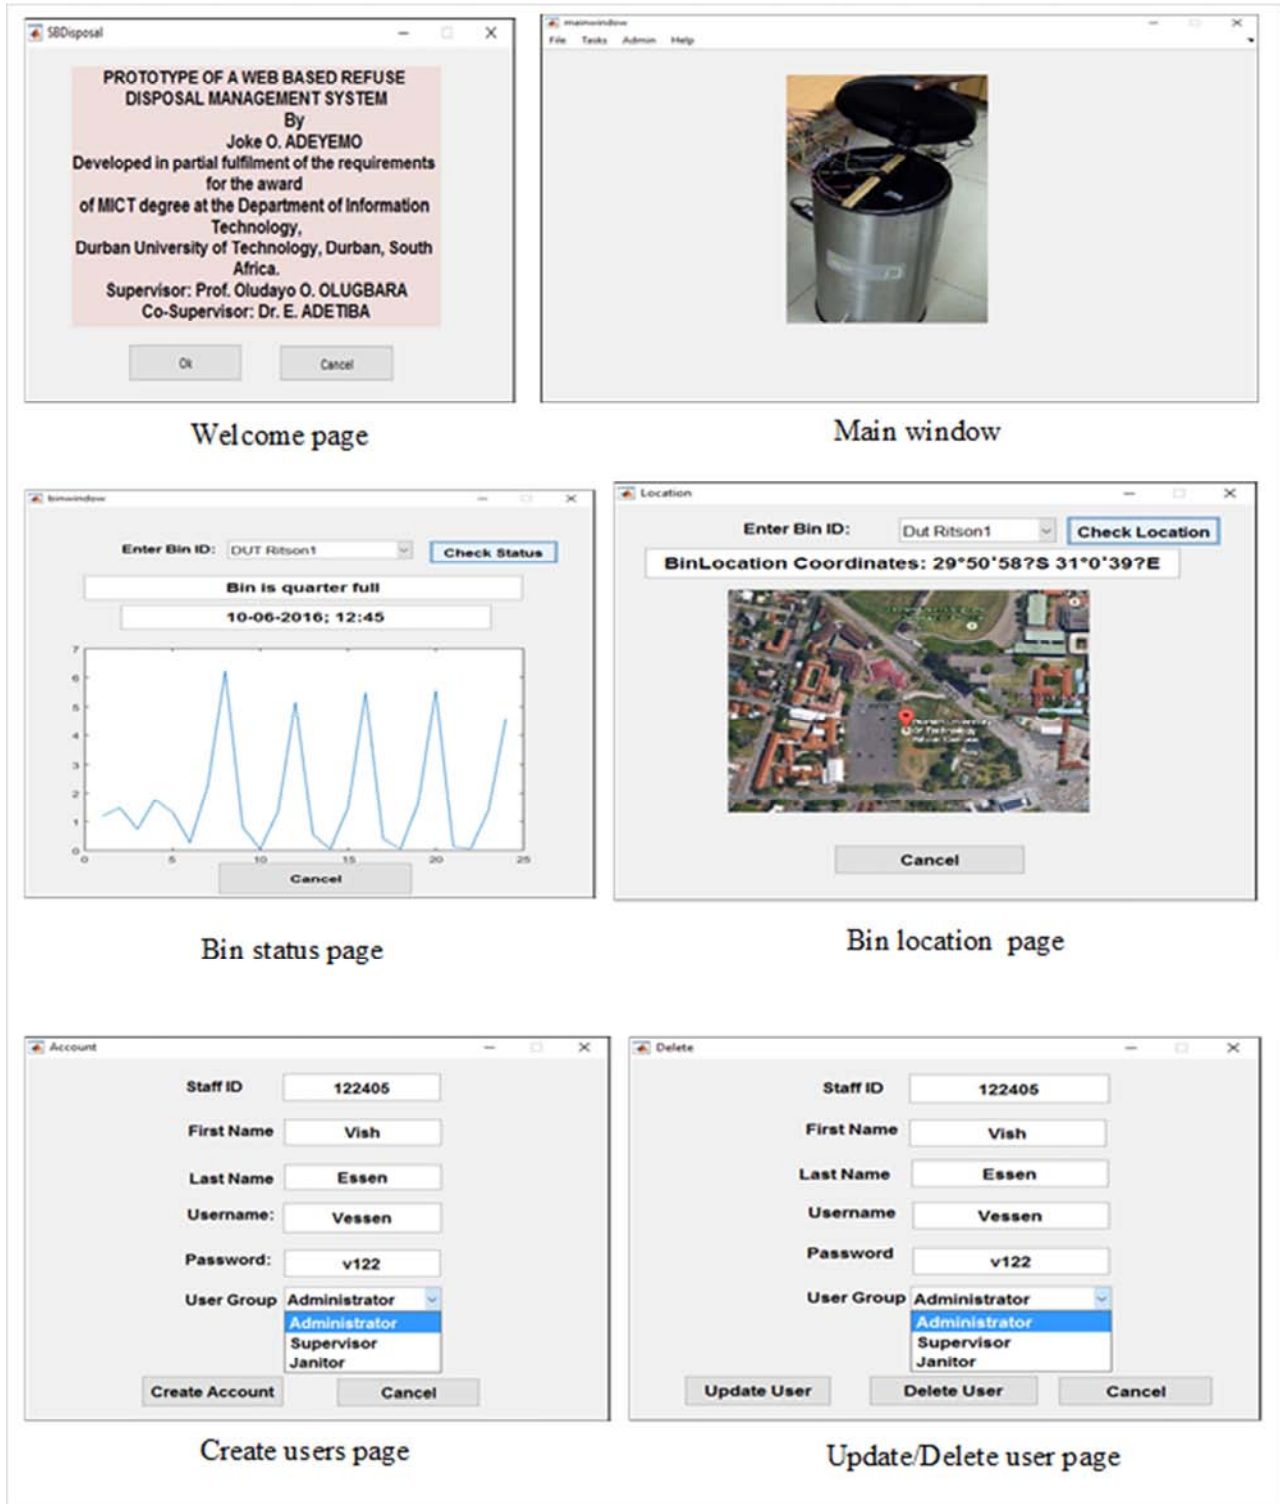 SBDisposal
PROTOTYPE OF A WEB BASED REFUSE
DISPOSAL MANAGEMENT SYSTEM
By
Joke O. ADEYEMO
Developed in partial fulfilment of the requirements
for the award
of MICT degree at the Department of Information
Technology,
Durban University of Technology, Durban, South
Africa.
Supervisor: Prof. Oludayo O. OLUGBARA
Co-Supervisor: Dr. E. ADETIBA
Ok Cancel
Welcome page
mainwindow
File Tasks Admin Help
Main window
binwindow
Enter Bin ID: DUT Ritson1 Check Status
Bin is quarter full
10-06-2016; 12:45
7
6
5
4
3
2
1
0
0 5 10 15 20 25
Cancel
Bin status page
Location
Enter Bin ID: Dut Ritson1 Check Location
BinLocation Coordinates: 29°50'58?S 31°0'39?E
Durban University
Of Technology
Ritson Campus
Cancel
Bin location page
Account
Staff ID 122405
First Name Vish
Last Name Essen
Username: Vessen
Password: v122
User Group Administrator
Administrator
Supervisor
Janitor
Create Account Cancel
Create users page
Delete
Staff ID 122405
First Name Vish
Last Name Essen
Username Vessen
Password v122
User Group Administrator
Administrator
Supervisor
Janitor
Update User Delete User Cancel
Update/Delete user page